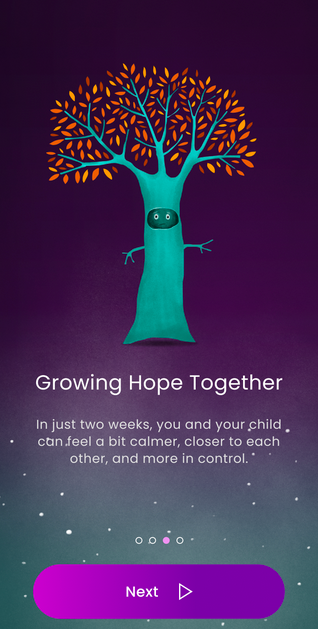 Growing Hope Together
In just two weeks, you and your child
can feel a bit calmer, closer to each
other, and more in control.
Next